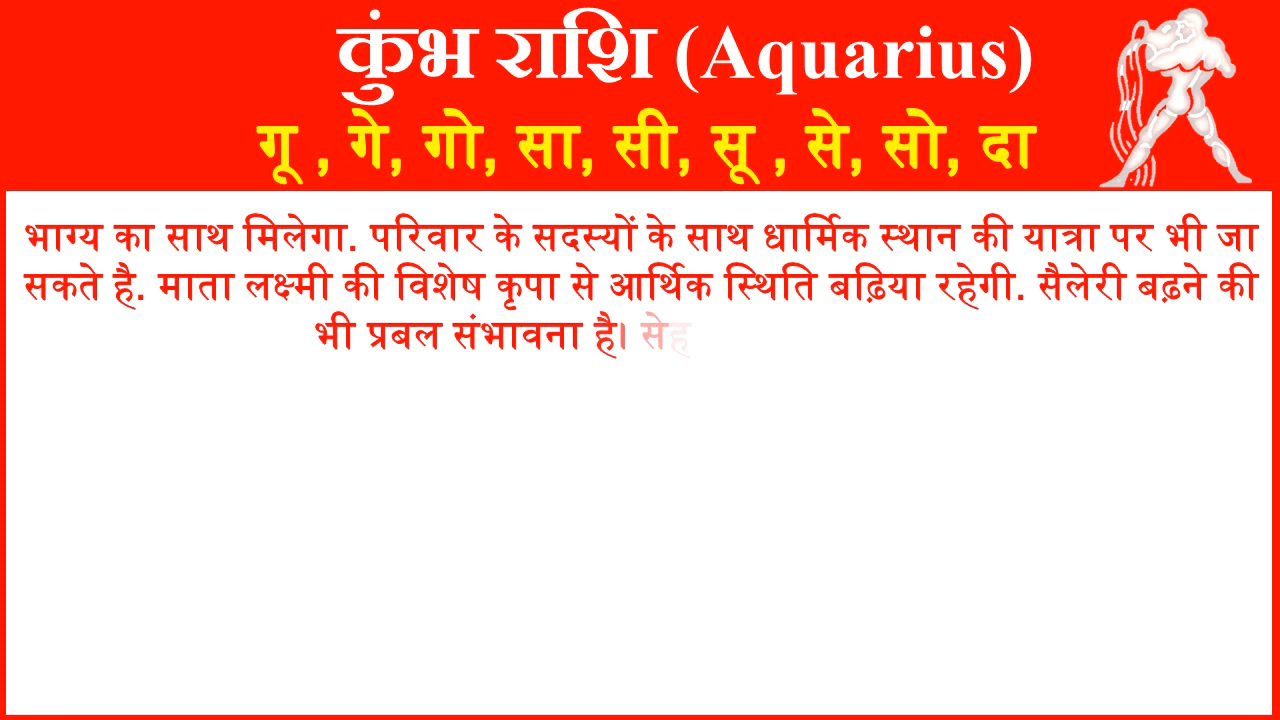 कुंभ राशि (Aquarius)
गू , गे, गो, सा, सी, सू , से, सो, दा
भाग्य का साथ मिलेगा. परिवार के सदस्यों के साथ धार्मिक स्थान की यात्रा पर भी जा
सकते है. माता लक्ष्मी की विशेष कृपा से आर्थिक स्थिति बढ़िया रहेगी. सैलेरी बढ़ने की
भी प्रबल संभावना है। सेह